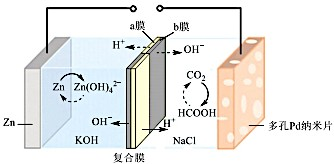 a膜
b膜
H⁺
OH⁻
Zn
Zn(OH)₄²⁻
CO₂
HCOOH
Zn
OH⁻
H⁺
多孔Pd纳米片
KOH
NaCl
复合膜